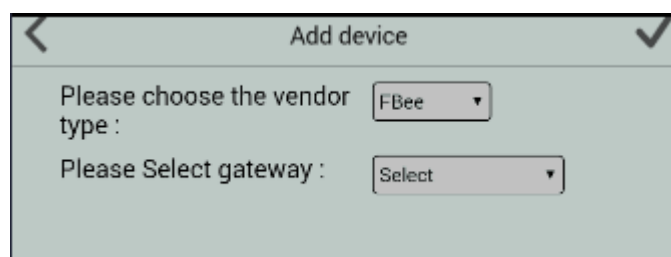 Add device
Please choose the vendor
type :
FBee
Please Select gateway :
Select